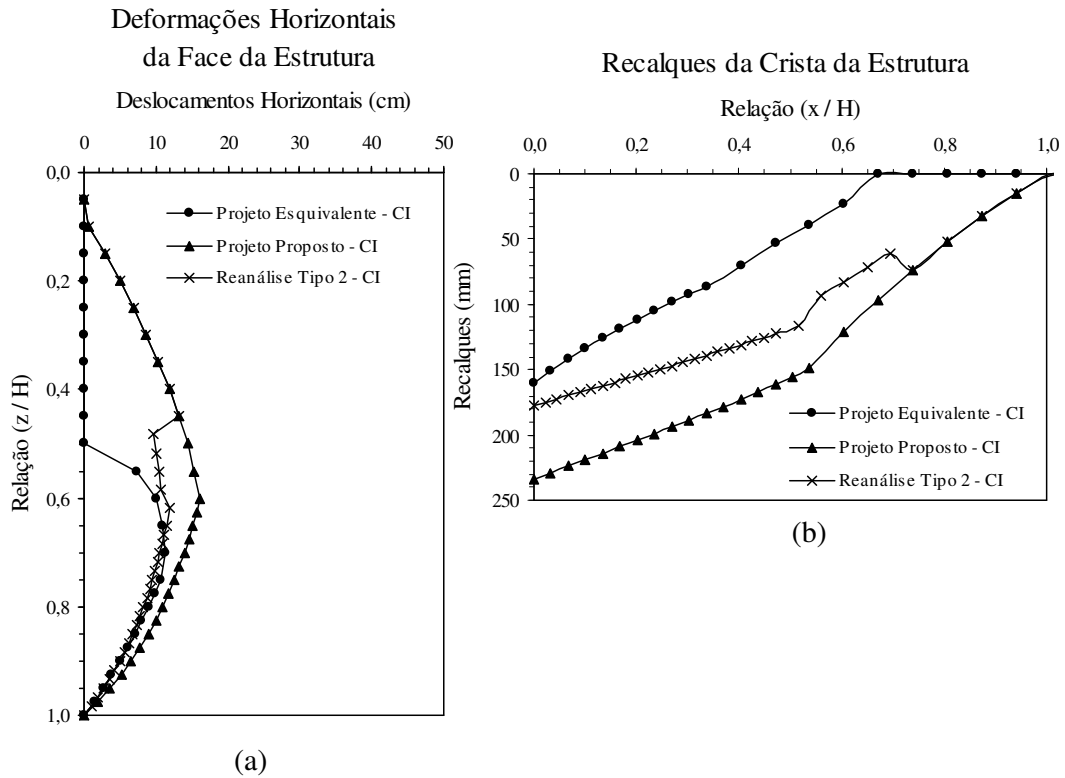 Deformações Horizontais
da Face da Estrutura
Deslocamentos Horizontais (cm)
0 10 20 30 40 50
0,0
0,2
0,4
0,6
0,8
1,0
Relação (z / H)
Projeto Esquivalente - CI
Projeto Proposto - CI
Reanálise Tipo 2 - CI
(a)
Recalques da Crista da Estrutura
Relação (x / H)
0,0 0,2 0,4 0,6 0,8 1,0
0
50
100
150
200
250
Recalques (mm)
Projeto Equivalente - CI
Projeto Proposto - CI
Reanálise Tipo 2 - CI
(b)